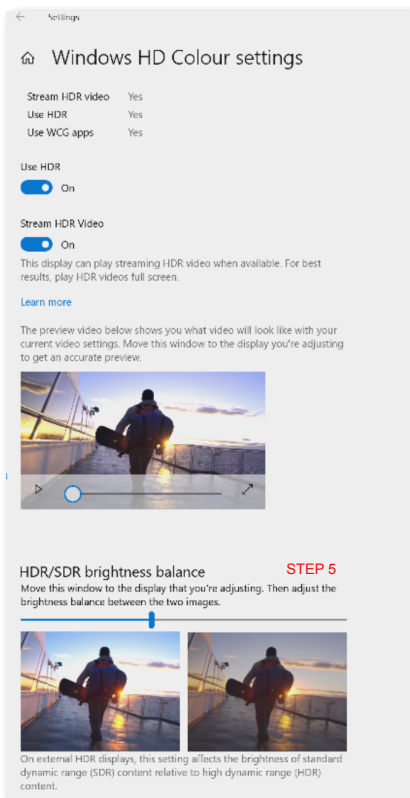 Settings
Windows HD Colour settings
Stream HDR video Yes
Use HDR Yes
Use WCG apps Yes
Use HDR
On
Stream HDR Video
On
This display can play streaming HDR video when available. For best
results, play HDR videos full screen.
Learn more
The preview video below shows you what video will look like with your
current video settings. Move this window to the display you're adjusting
to get an accurate preview.
HDR/SDR brightness balance STEP 5
Move this window to the display that you're adjusting. Then adjust the
brightness balance between the two images.
On external HDR displays, this setting affects the brightness of standard
dynamic range (SDR) content relative to high dynamic range (HDR)
content.